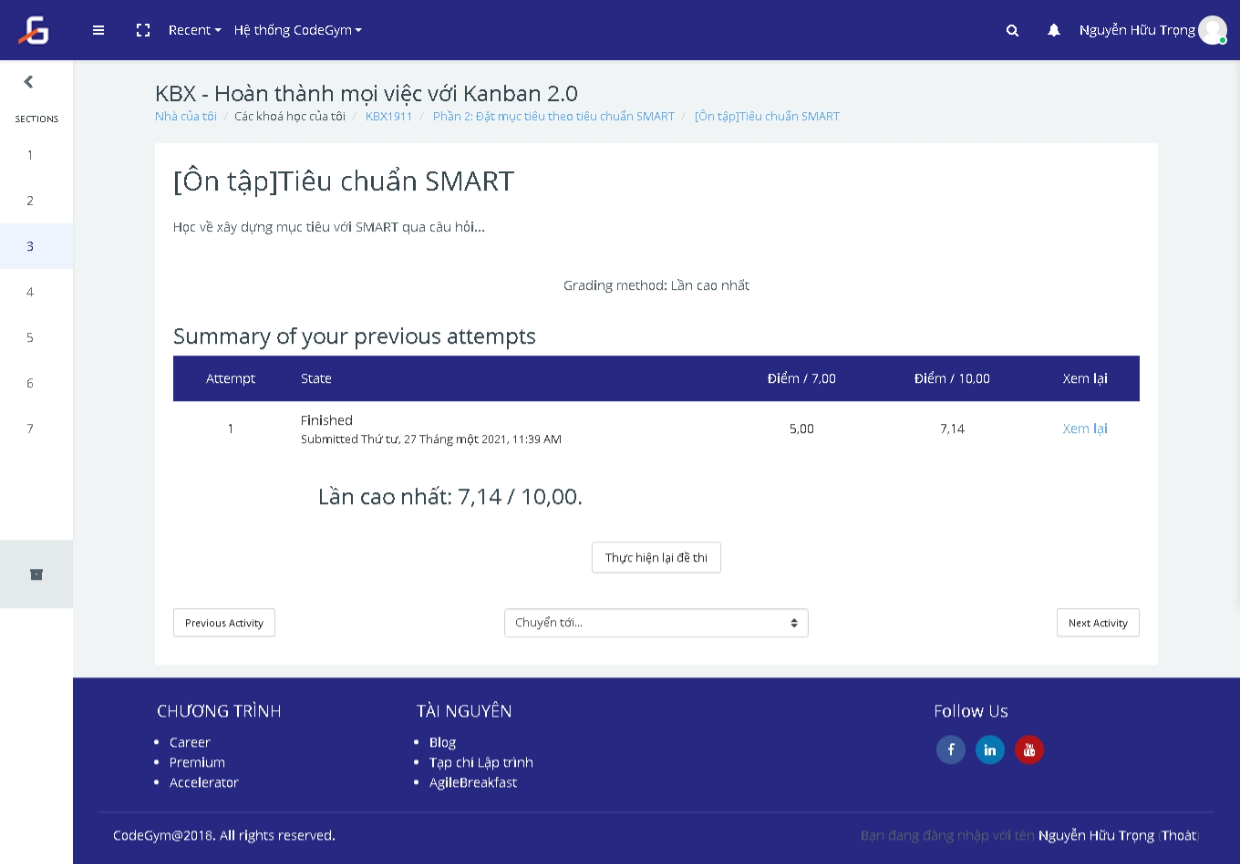 Recent Hệ thống CodeGym Nguyễn Hữu Trọng
SECTIONS
1
2
3
4
5
6
7
KBX - Hoàn thành mọi việc với Kanban 2.0
Nhà của tôi / Các khoá học của tôi / KBX1911 / Phần 2: Đặt mục tiêu theo tiêu chuẩn SMART / [Ôn tập]Tiêu chuẩn SMART
[Ôn tập]Tiêu chuẩn SMART
Học về xây dựng mục tiêu với SMART qua câu hỏi...
Grading method: Lần cao nhất
Summary of your previous attempts
Attempt State Điểm / 7,00 Điểm / 10,00 Xem lại
1 Finished 5,00 7,14 Xem lại
Submitted Thứ tư, 27 Tháng một 2021, 11:39 AM
Lần cao nhất: 7,14 / 10,00.
Thực hiện lại đề thi
Previous Activity Chuyển tới... Next Activity
CHƯƠNG TRÌNH TÀI NGUYÊN Follow Us
Career Blog
Premium Tạp chí Lập trình
Accelerator AgileBreakfast
CodeGym@2018. All rights reserved. Bạn đang đăng nhập với tên Nguyễn Hữu Trọng (Thoát)